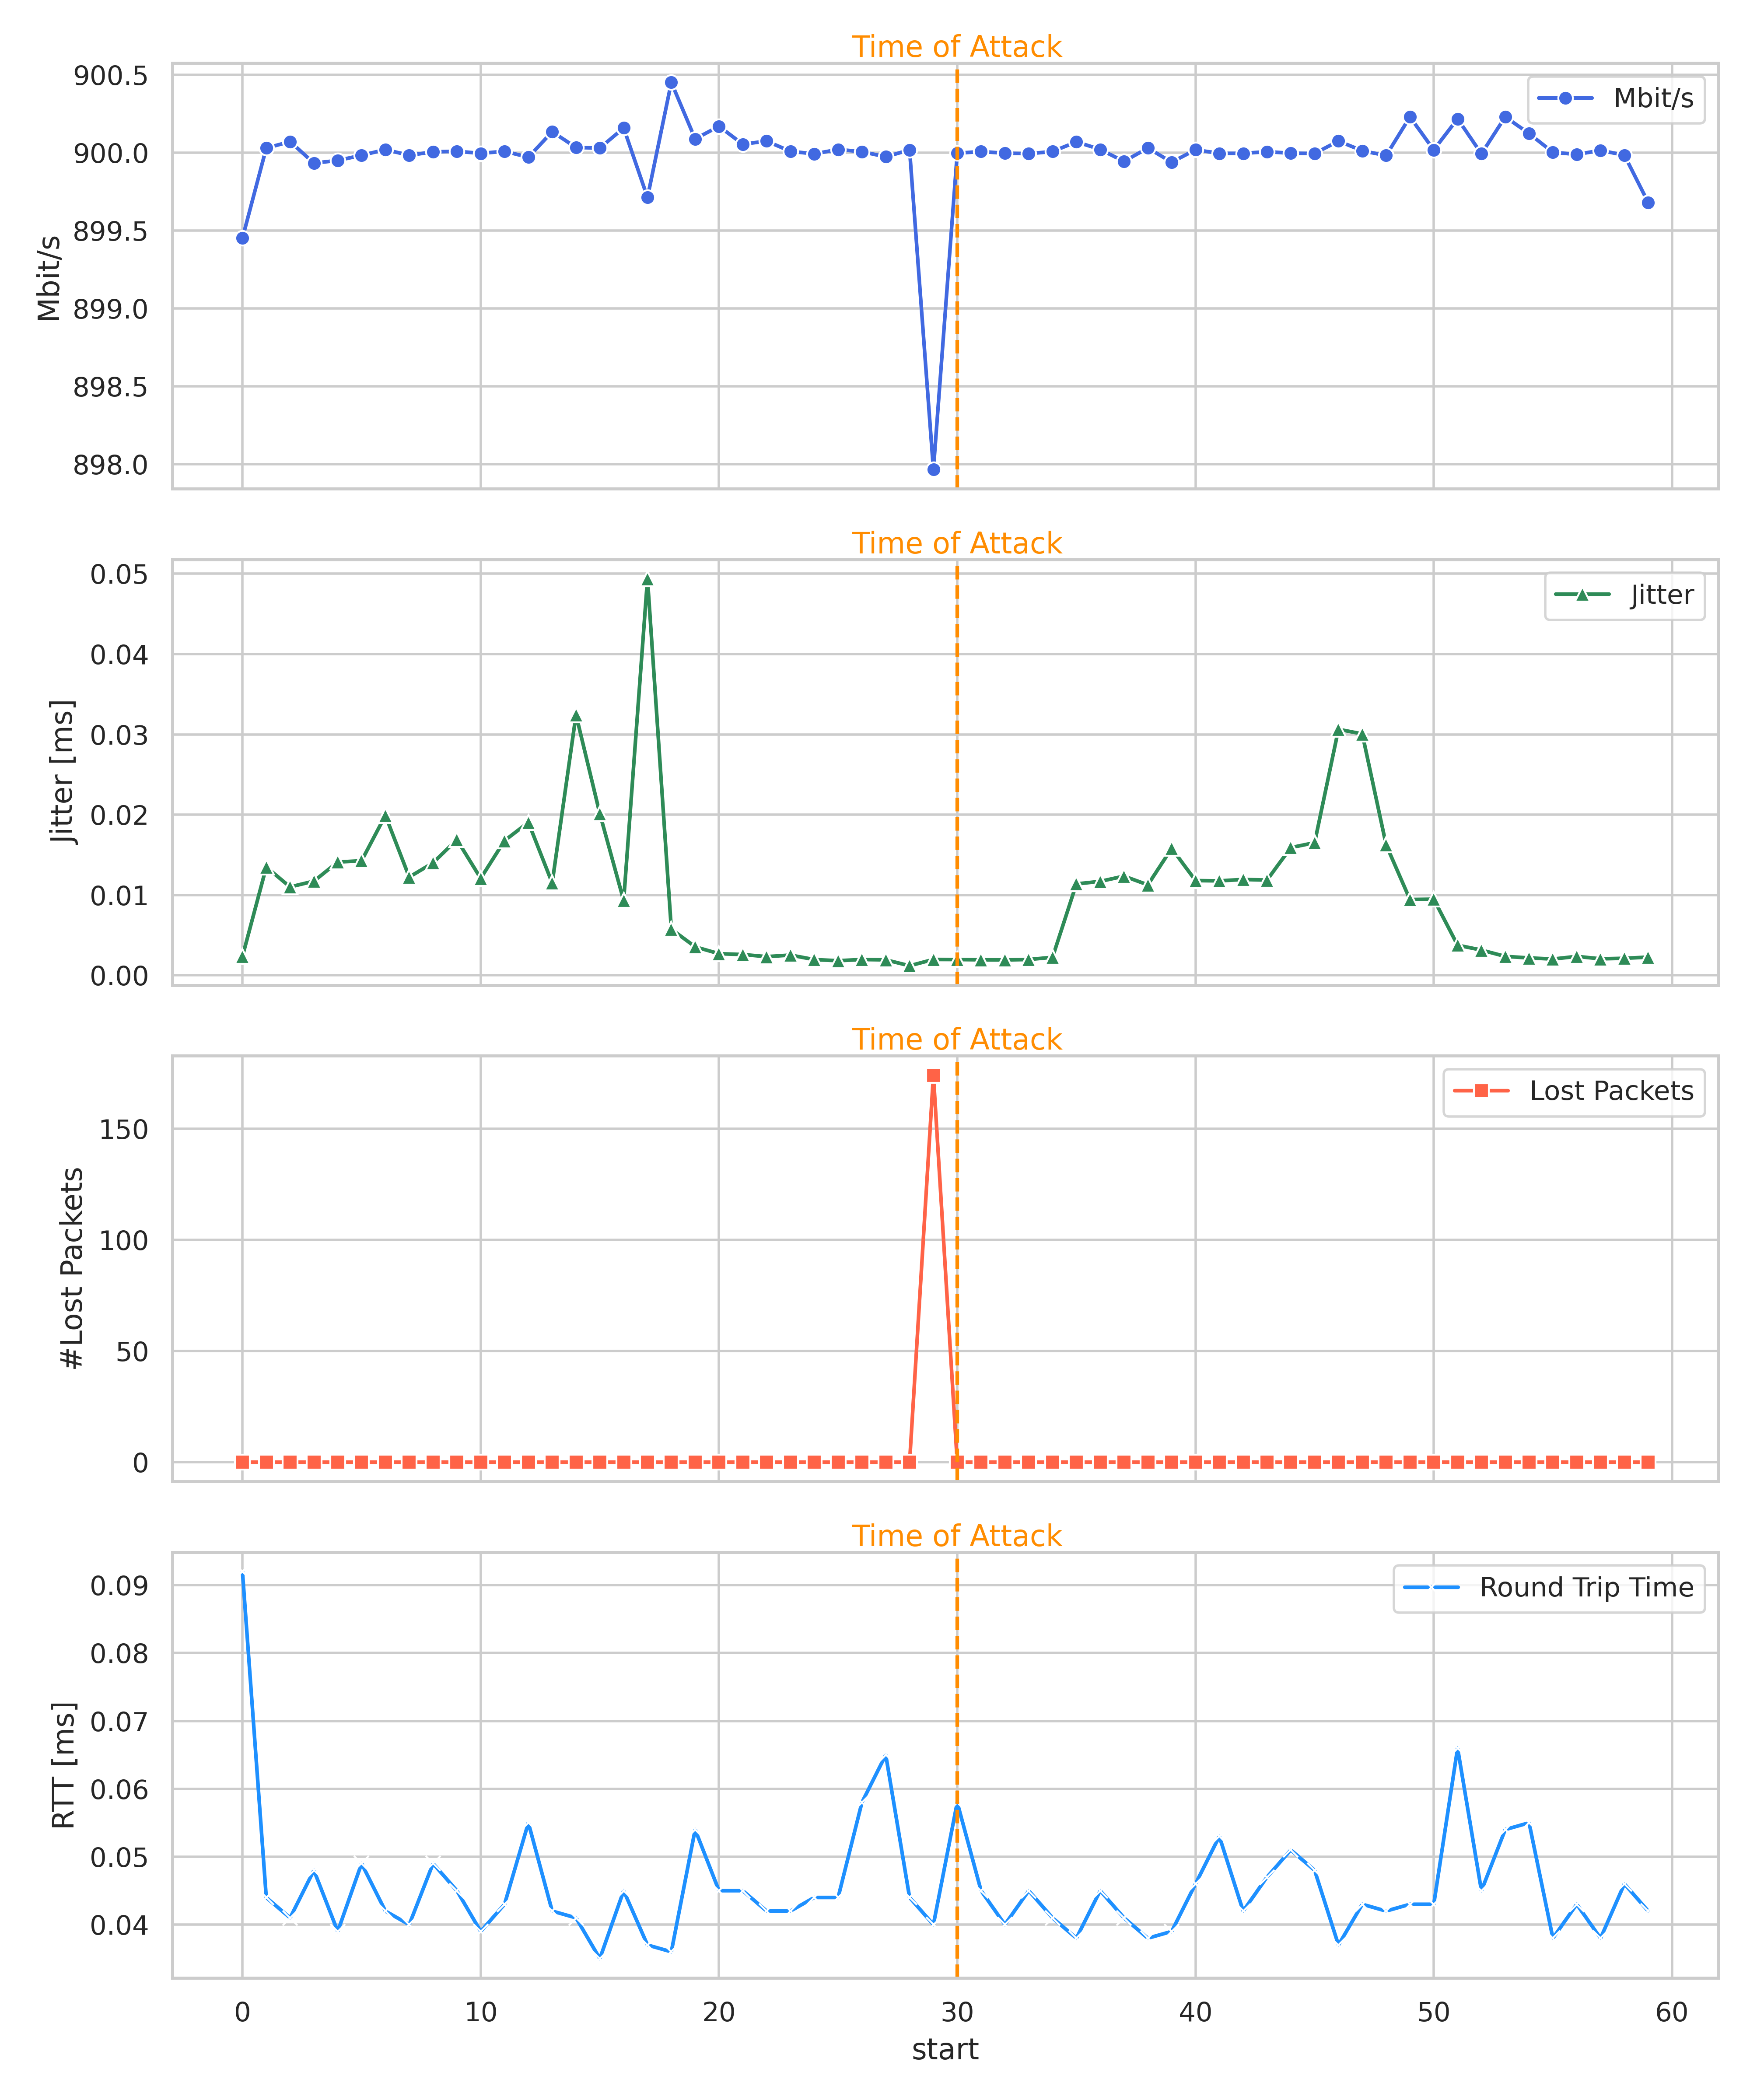 Time of Attack
900.5
900.0
899.5
899.0
898.5
898.0
Mbit/s
Mbit/s
Time of Attack
0.05
0.04
0.03
0.02
0.01
0.00
Jitter [ms]
Jitter
Time of Attack
150
100
50
0
#Lost Packets
Lost Packets
Time of Attack
0.09
0.08
0.07
0.06
0.05
0.04
RTT [ms]
Round Trip Time
0 10 20 30 40 50 60
start